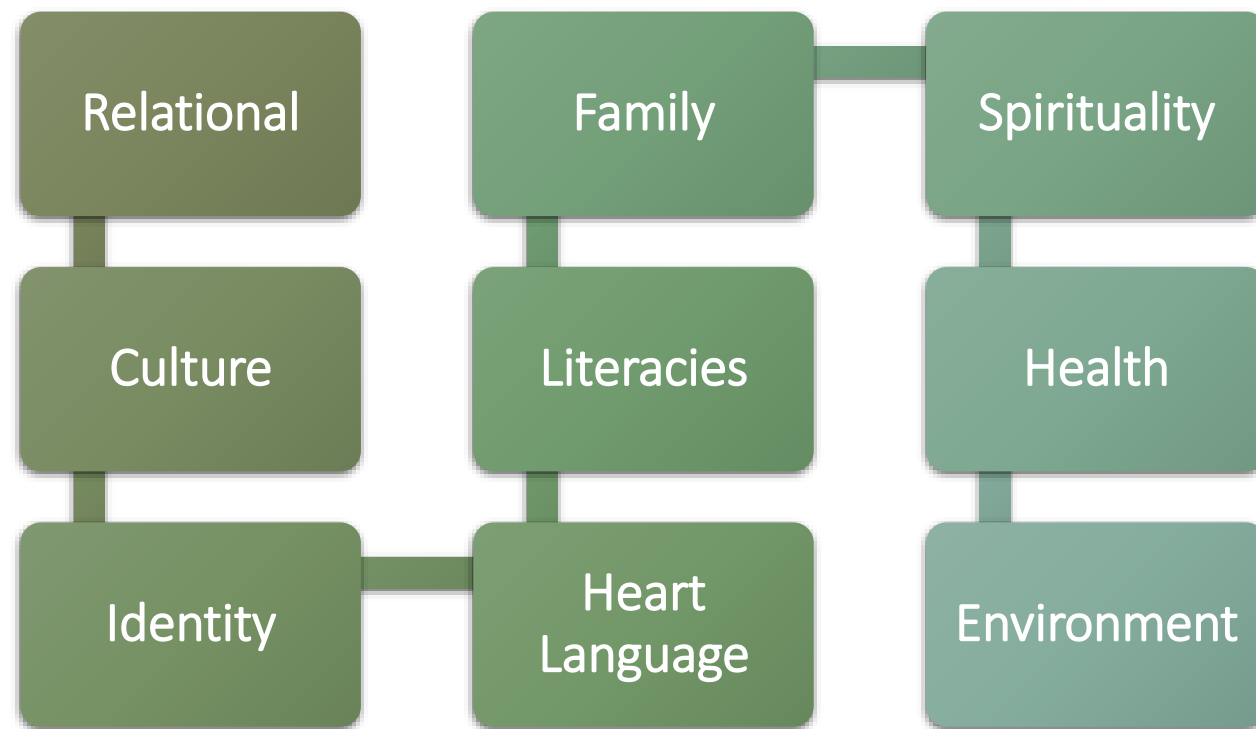 Relational
Culture
Identity
Heart
Language
Literacies
Family
Spirituality
Health
Environment